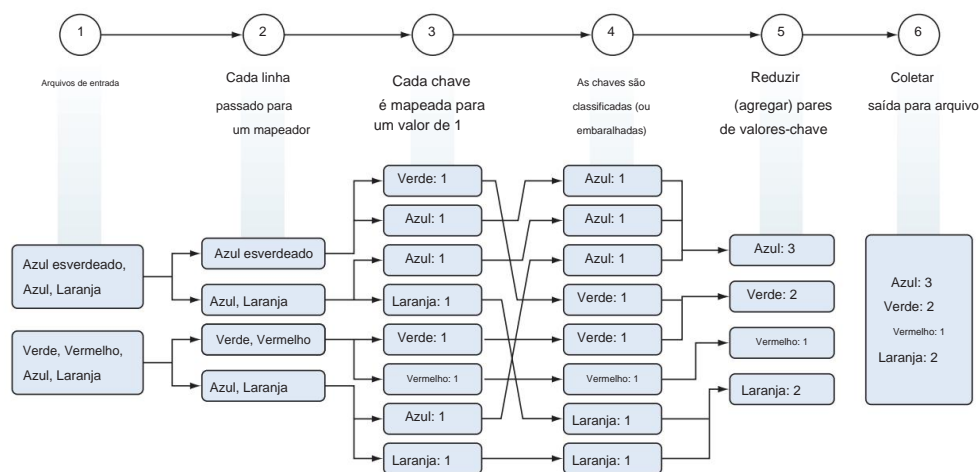 1
2
3
4
5
6
Arquivos de entrada
Cada linha
passado para
um mapeador
Cada chave
é mapeada para
um valor de 1
As chaves são
classificadas (ou
embaralhadas)
Reduzir
(agregar) pares
de valores-chave
Coletar
saída para arquivo
Azul esverdeado,
Azul, Laranja
Verde, Vermelho,
Azul, Laranja
Azul esverdeado
Azul, Laranja
Verde, Vermelho
Azul, Laranja
Verde: 1
Azul: 1
Azul: 1
Laranja: 1
Verde: 1
Vermelho: 1
Azul: 1
Laranja: 1
Azul: 1
Azul: 1
Azul: 1
Verde: 1
Verde: 1
Vermelho: 1
Laranja: 1
Laranja: 1
Azul: 3
Verde: 2
Vermelho: 1
Laranja: 2
Azul: 3
Verde: 2
Vermelho: 1
Laranja: 2